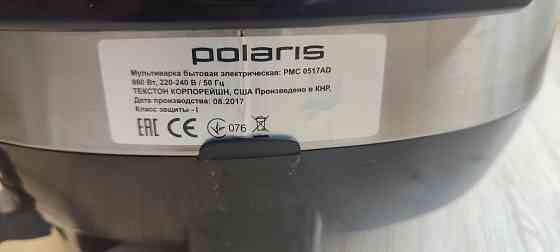 polaris
Мультиварка бытовая электрическая: PMC 0517AD
860 Вт, 220-240 В / 50 Гц
ТЕКСТОН КОРПОРЕЙШН, США Произведено в КНР,
Дата производства: 08.2017
Класс защиты - I
EAC CE 076